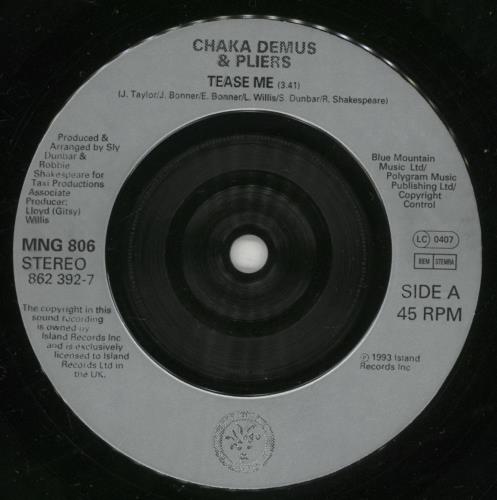 CHAKA DEMUS
& PLIERS
TEASE ME (3.41)
(J. Taylor/J. Bonner/E. Bonner/L. Willis/S. Dunbar/R. Shakespeare)
Produced &
Arranged by Sly
Dunbar &
Robbie
Shakespeare for
Taxi Productions
Associate
Producer:
Lloyd (Gitsy)
Willis
MNG 806
STEREO
862 392-7
The copyright in this
sound recording
is owned by
Island Records Inc
and is exclusively
licensed to Island
Records Ltd in
the UK.
Blue Mountain
Music Ltd/
Polygram Music
Publishing Ltd/
Copyright
Control
LC 0407
BIEM STEMRA
SIDE A
45 RPM
℗ 1993 Island
Records Inc